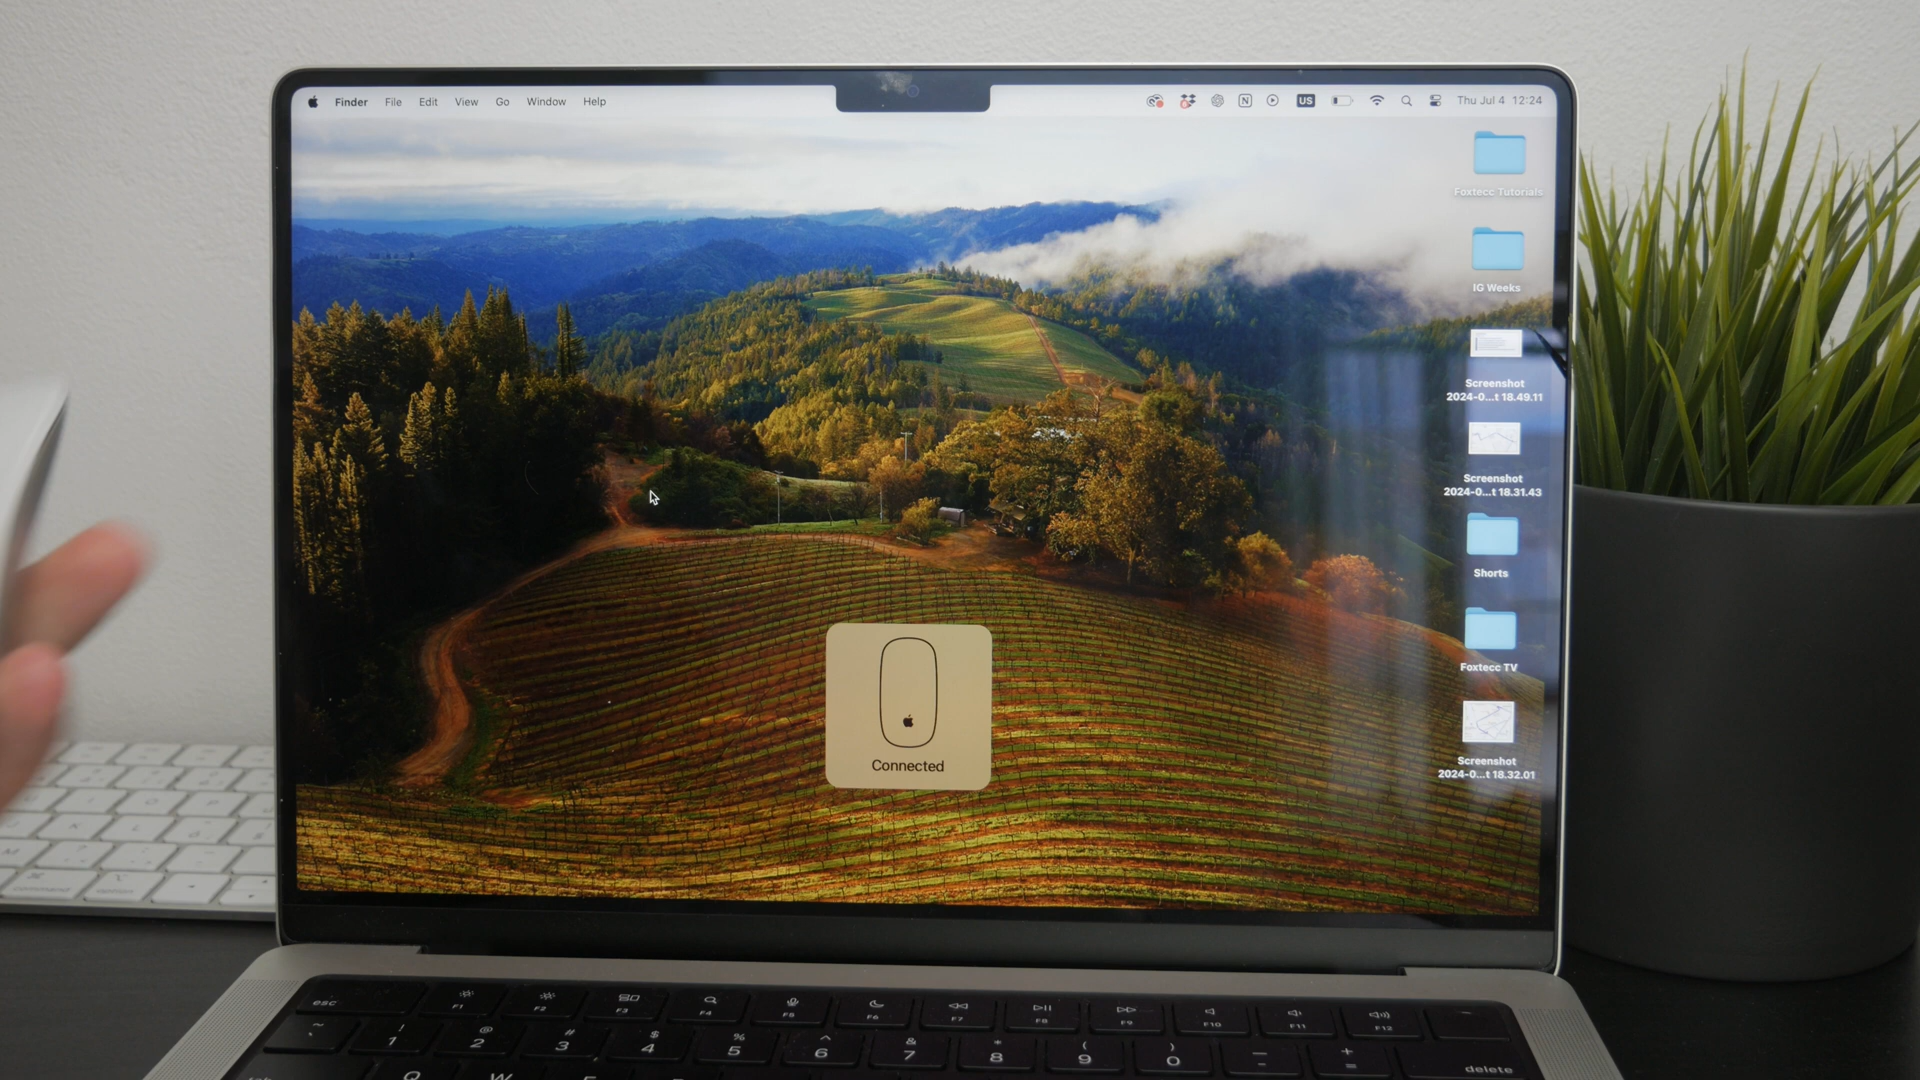 Finder File Edit View Go Window Help
N US Thu Jul 4 12:24
Foxtecc Tutorials
IG Weeks
Screenshot
2024-0...t 18.49.11
Screenshot
2024-0...t 18.31.43
Shorts
Foxtecc TV
Screenshot
2024-0...t 18.32.01
Connected
command option
esc F1 F2 F3 F4 F5 F6 F7 F8 F9 F10 F11 F12
~ ! @ # $ % ^ & * ( ) _ +
1 2 3 4 5 6 7 8 9 0 - = delete
Q W